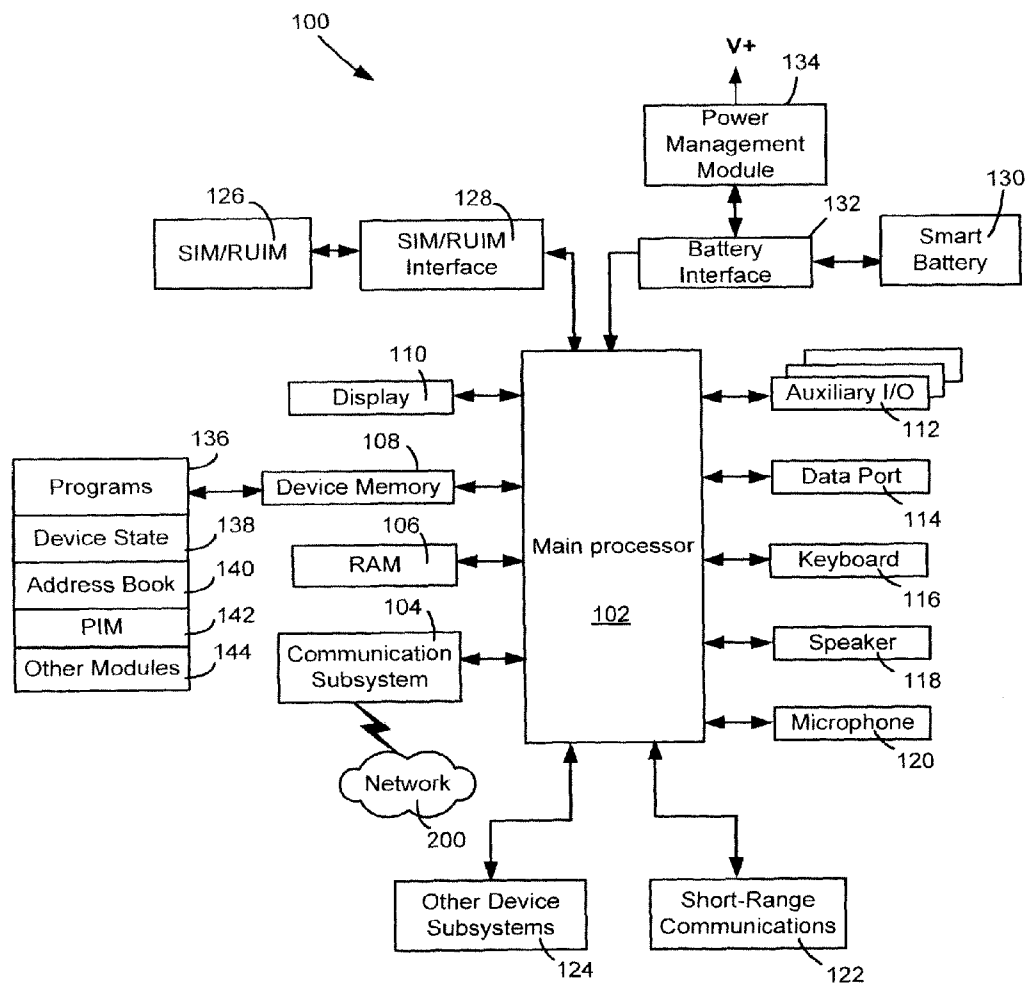 100
V+
134
Power
Management
Module
126
128
132
130
SIM/RUIM
SIM/RUIM
Interface
Battery
Interface
Smart
Battery
110
Display
Auxiliary I/O
112
136
108
Programs
Device Memory
Data Port
114
Device State
138
106
RAM
Main processor
102
Keyboard
116
Address Book
140
PIM
142
Other Modules
144
104
Communication
Subsystem
Speaker
118
Microphone
120
Network
200
Other Device
Subsystems
124
Short-Range
Communications
122